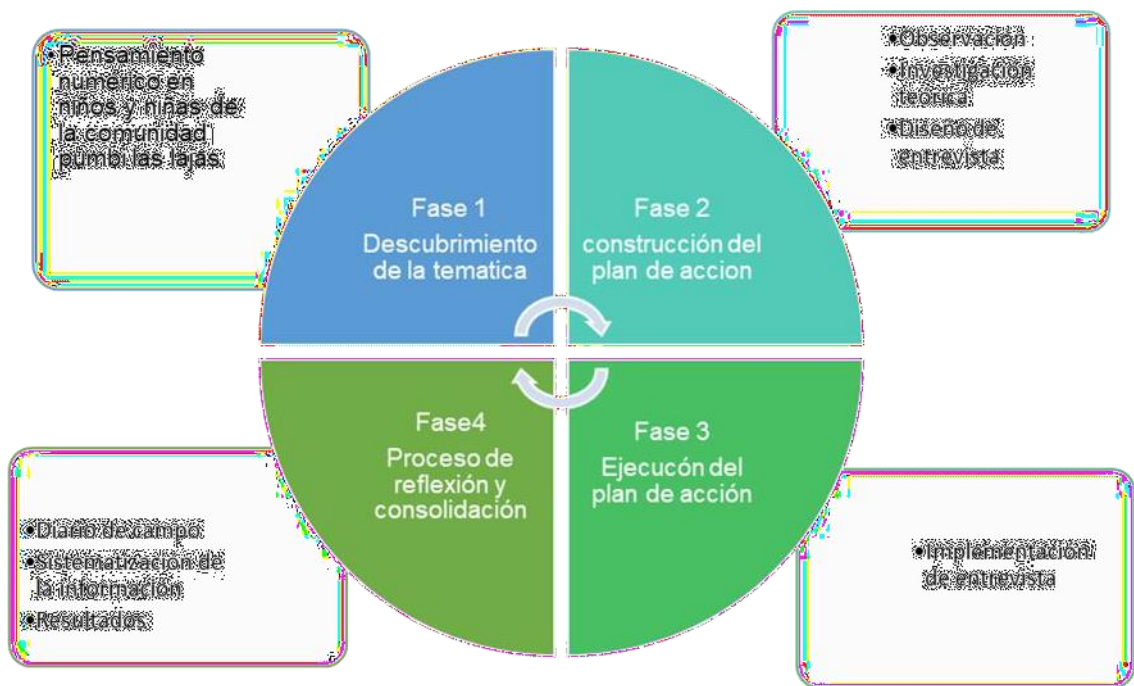 •Pensamiento
numérico en
niños y niñas de
la comunidad
pumbi las lajas
Fase 1
Descubrimiento
de la tematica
•Observación
•Investigación
teórica
•Diseño de
entrevista
Fase 2
construcción del
plan de accion
Fase 3
Ejecucón del
plan de acción
•Implementación
de entrevista
Fase4
Proceso de
reflexión y
consolidación
•Diario de campo
•Sistematización de
la información
•Resultados